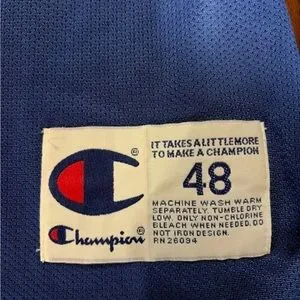 IT TAKES A LITTLE MORE
TO MAKE A CHAMPION
48
MACHINE WASH WARM
SEPARATELY. TUMBLE DRY
LOW. ONLY NON-CHLORINE
BLEACH WHEN NEEDED. DO
NOT IRON DESIGN.
RN 26094
©
Champion